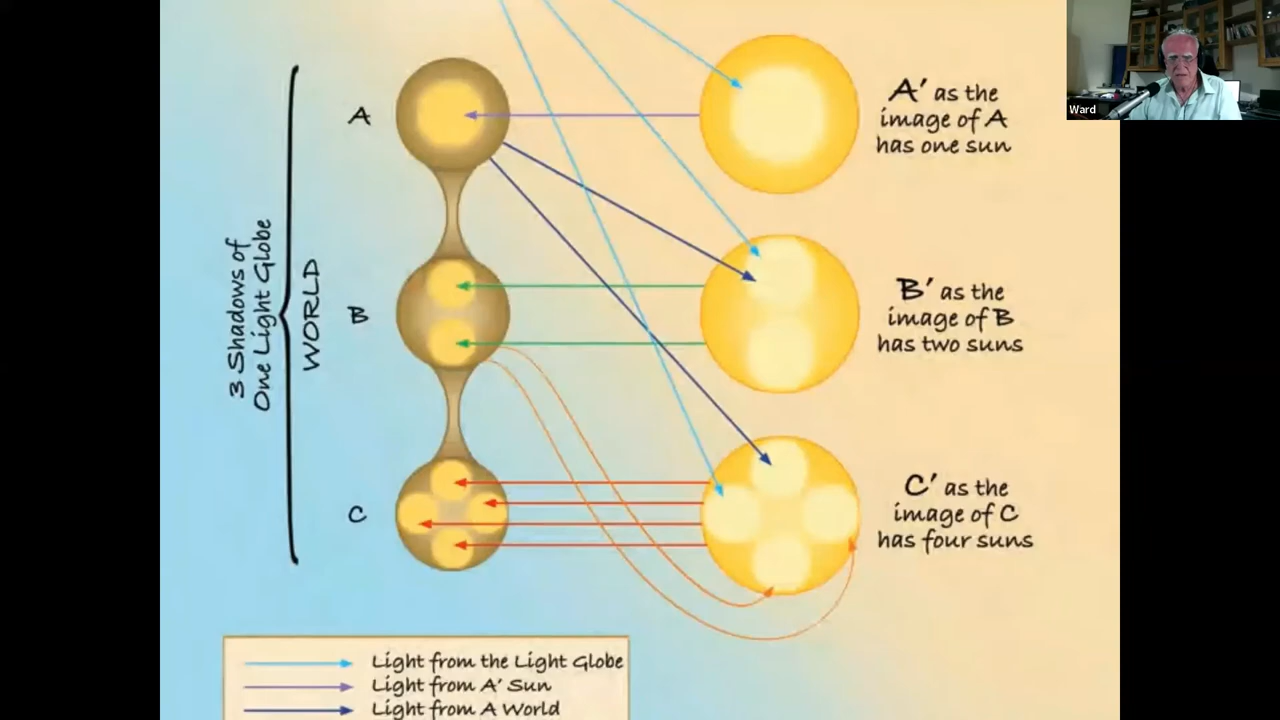 Ward
A
A' as the
image of A
has one sun
3 Shadows of
One Light Globe
WORLD
B
B' as the
image of B
has two suns
C
C' as the
image of C
has four suns
Light from the Light Globe
Light from A' Sun
Light from A World